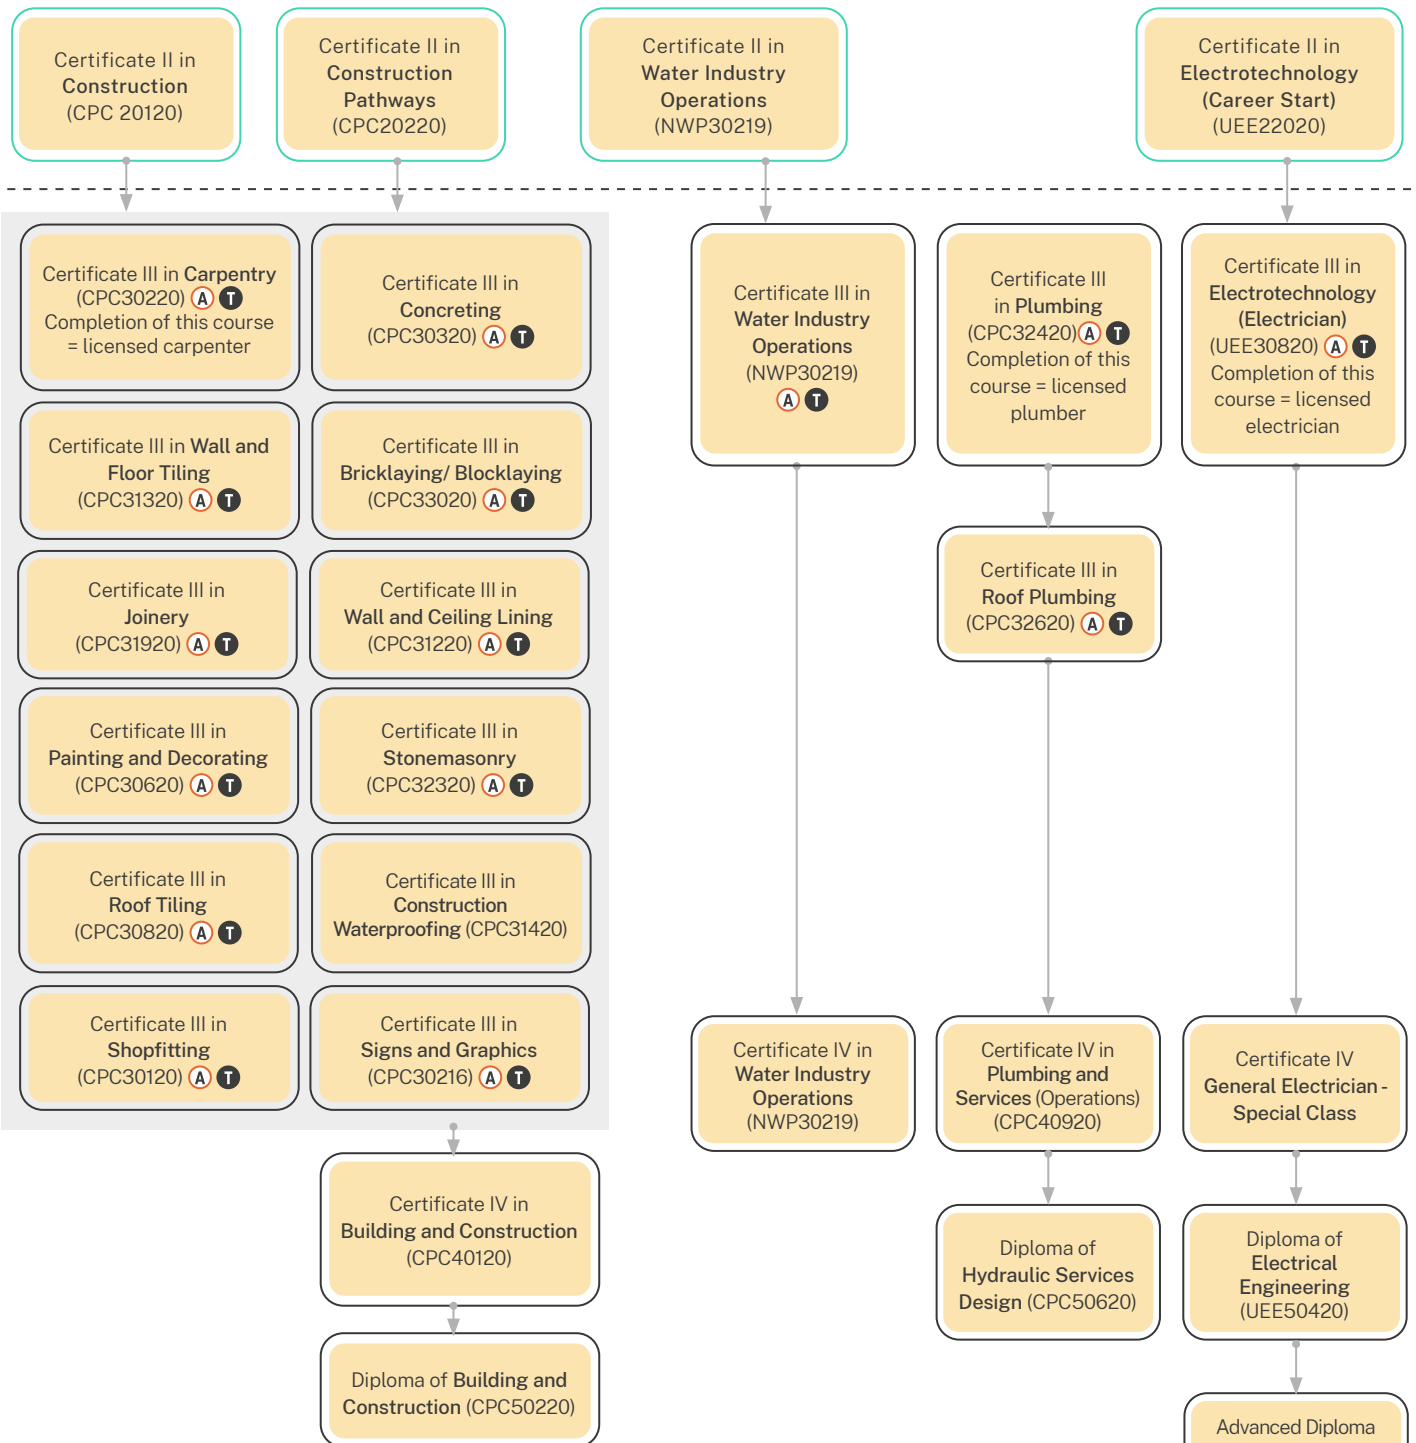 Certificate II in
Construction
(CPC 20120)
Certificate II in
Construction
Pathways
(CPC20220)
Certificate II in
Water Industry
Operations
(NWP30219)
Certificate II in
Electrotechnology
(Career Start)
(UEE22020)
Certificate III in Carpentry
(CPC30220) A T
Completion of this course
= licensed carpenter
Certificate III in
Concreting
(CPC30320) A T
Certificate III in
Water Industry
Operations
(NWP30219)
A T
Certificate III
in Plumbing
(CPC32420) A T
Completion of this
course = licensed
plumber
Certificate III in
Electrotechnology
(Electrician)
(UEE30820) A T
Completion of this
course = licensed
electrician
Certificate III in Wall and
Floor Tiling
(CPC31320) A T
Certificate III in
Bricklaying/ Blocklaying
(CPC33020) A T
Certificate III in
Roof Plumbing
(CPC32620) A T
Certificate III in
Joinery
(CPC31920) A T
Certificate III in
Wall and Ceiling Lining
(CPC31220) A T
Certificate III in
Painting and Decorating
(CPC30620) A T
Certificate III in
Stonemasonry
(CPC32320) A T
Certificate III in
Roof Tiling
(CPC30820) A T
Certificate III in
Construction
Waterproofing (CPC31420)
Certificate III in
Shopfitting
(CPC30120) A T
Certificate III in
Signs and Graphics
(CPC30216) A T
Certificate IV in
Water Industry
Operations
(NWP30219)
Certificate IV in
Plumbing and
Services (Operations)
(CPC40920)
Certificate IV
General Electrician -
Special Class
Certificate IV in
Building and Construction
(CPC40120)
Diploma of
Hydraulic Services
Design (CPC50620)
Diploma of
Electrical
Engineering
(UEE50420)
Diploma of Building and
Construction (CPC50220)
Advanced Diploma